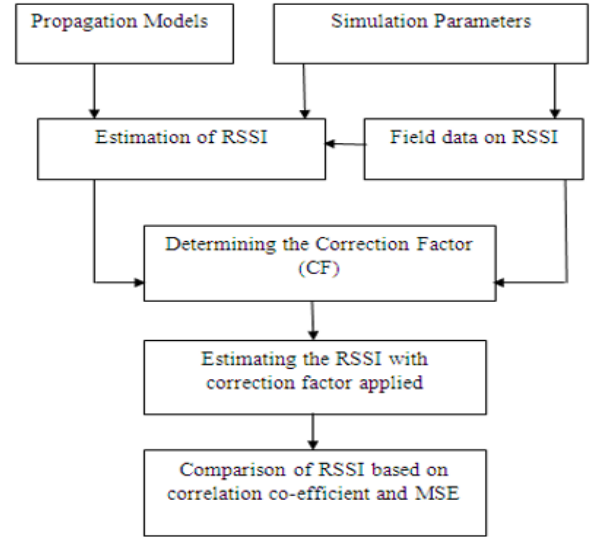 Propagation Models
Simulation Parameters
Estimation of RSSI
Field data on RSSI
Determining the Correction Factor
(CF)
Estimating the RSSI with
correction factor applied
Comparison of RSSI based on
correlation co-efficient and MSE